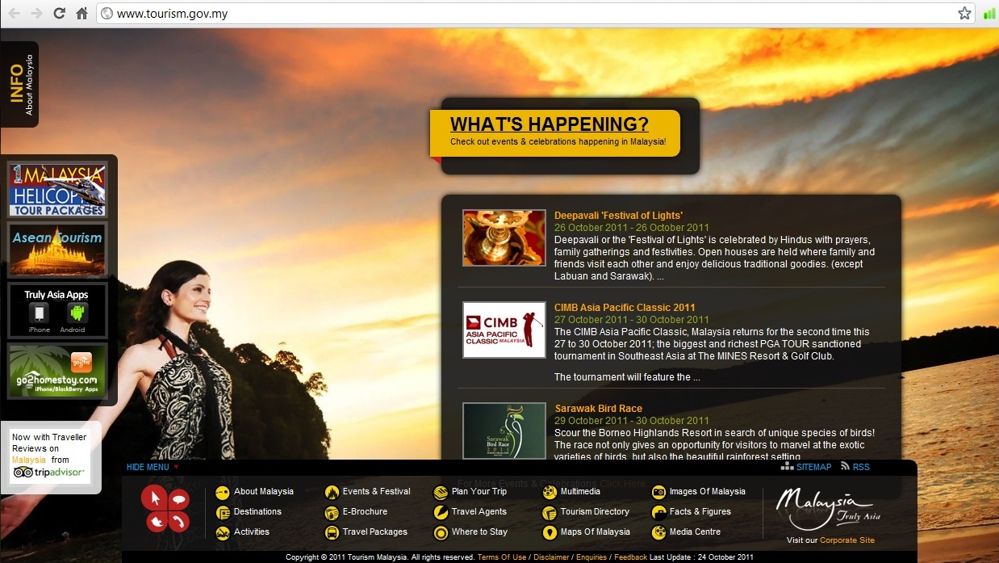 www.tourism.gov.my
INFO
About Malaysia
WHAT'S HAPPENING?
Check out events & celebrations happening in Malaysia!
1 MALAYSIA
HELICOP
TOUR PACKAGES
Asean Tourism
Truly Asia Apps
iPhone Android
go2hs
go2homestay.com
iPhone/BlackBerry Apps
Now with Traveller
Reviews on
Malaysia from
tripadvisor
Deepavali 'Festival of Lights'
26 October 2011 - 26 October 2011
Deepavali or the 'Festival of Lights' is celebrated by Hindus with prayers,
family gatherings and festivities. Open houses are held where family and
friends visit each other and enjoy delicious traditional goodies. (except
Labuan and Sarawak). ...
CIMB
ASIA PACIFIC
CLASSIC MALAYSIA
CIMB Asia Pacific Classic 2011
27 October 2011 - 30 October 2011
The CIMB Asia Pacific Classic, Malaysia returns for the second time this
27 to 30 October 2011; the biggest and richest PGA TOUR sanctioned
tournament in Southeast Asia at The MINES Resort & Golf Club.
The tournament will feature the ...
Sarawak
Bird Race
2011
Sarawak Bird Race
29 October 2011 - 30 October 2011
Scour the Borneo Highlands Resort in search of unique species of birds!
The race not only gives an opportunity for visitors to marvel at the exotic
varieties of birds, but also the beautiful rainforest setting
For More Events & Celebrations Click Here
HIDE MENU
SITEMAP RSS
About Malaysia Events & Festival Plan Your Trip Multimedia Images Of Malaysia
Destinations E-Brochure Travel Agents Tourism Directory Facts & Figures
Activities Travel Packages Where to Stay Maps Of Malaysia Media Centre
Malaysia
Truly Asia
Visit our Corporate Site
Copyright © 2011 Tourism Malaysia. All rights reserved. Terms Of Use / Disclaimer / Enquiries / Feedback Last Update : 24 October 2011